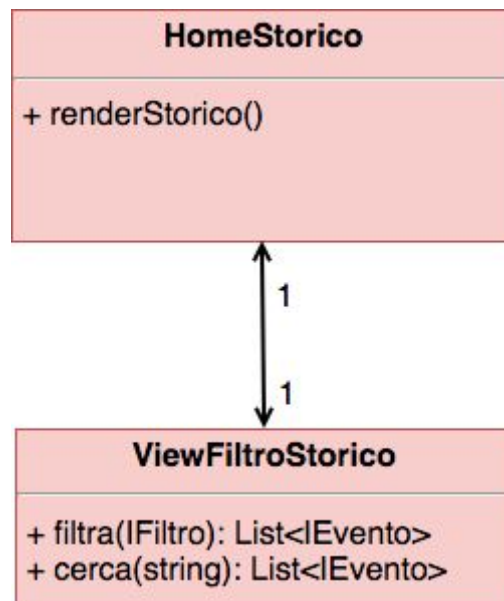 HomeStorico
+ renderStorico()
1
1
ViewFiltroStorico
+ filtra(IFiltro): List<IEvento>
+ cerca(string): List<IEvento>